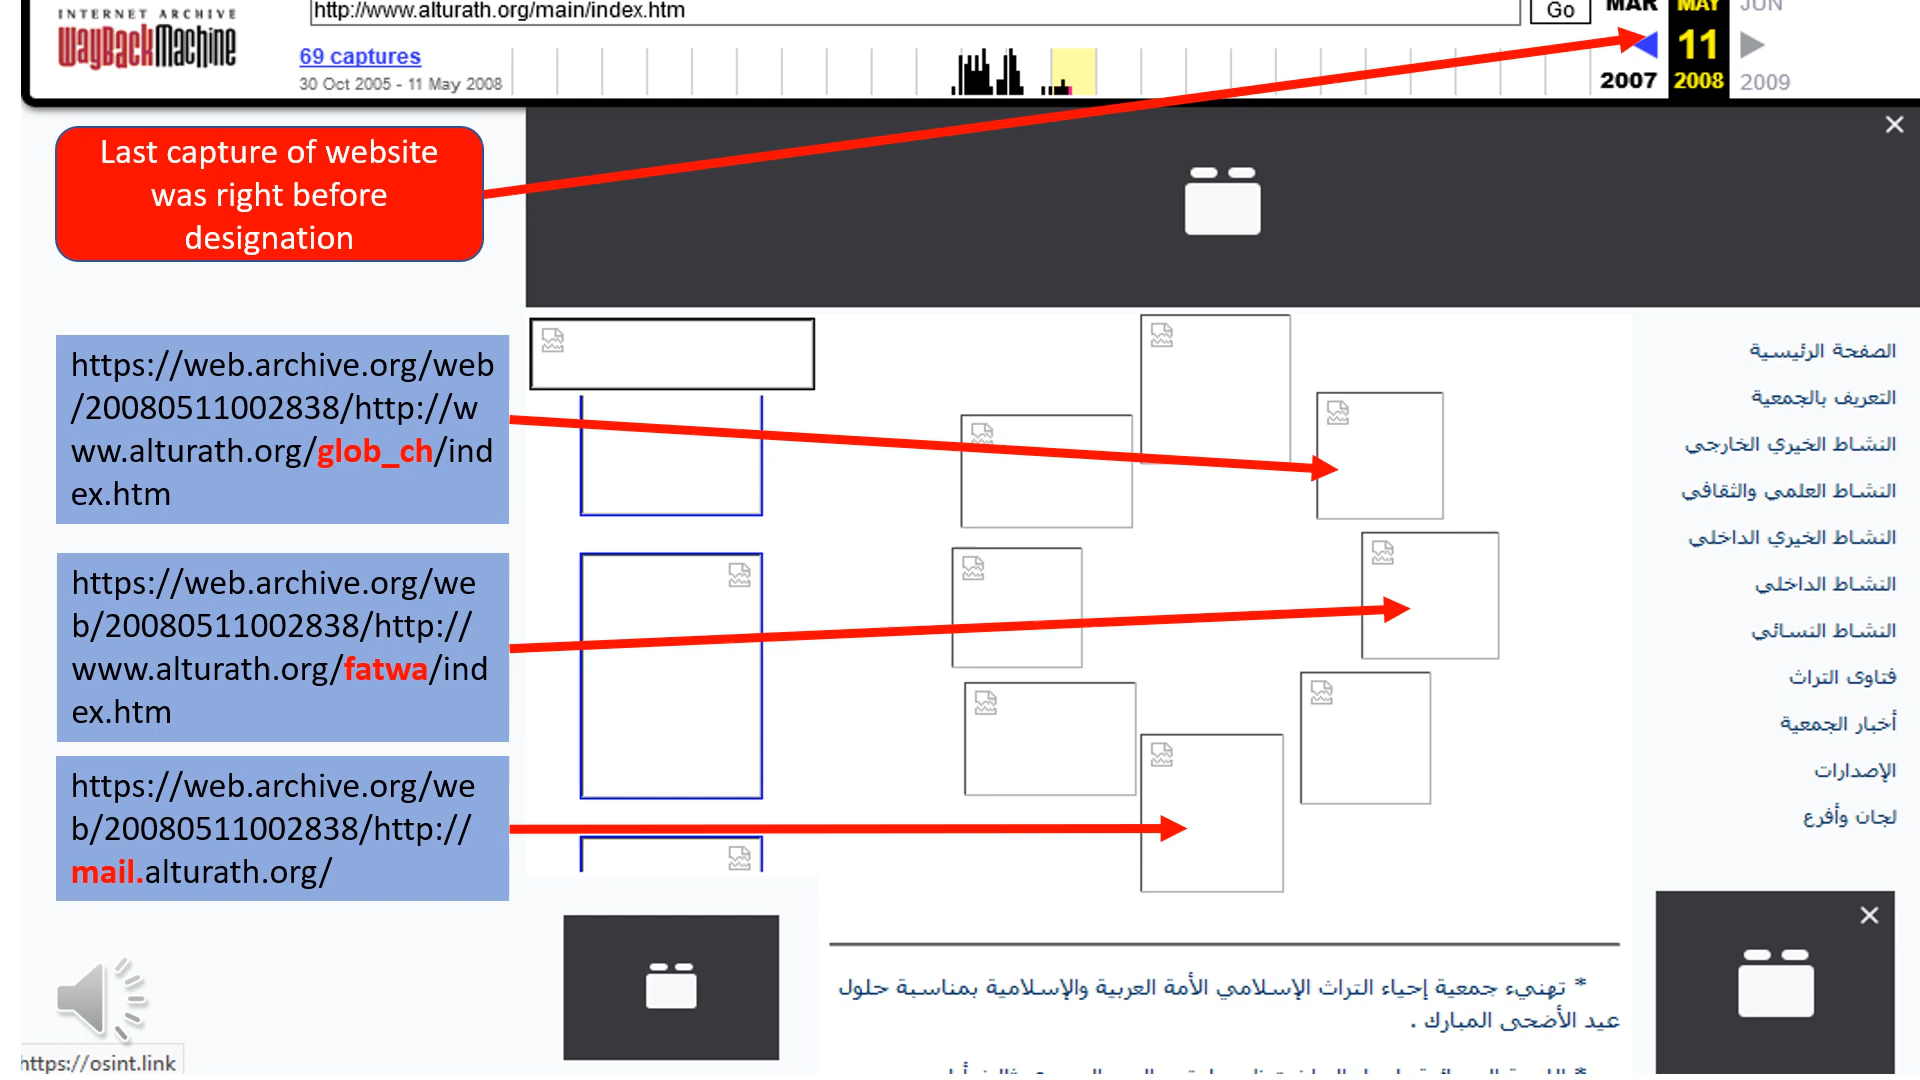 INTERNET ARCHIVE
WayBackMachine
http://www.alturath.org/main/index.htm
Go
MAR MAY JUN
69 captures
11
30 Oct 2005 - 11 May 2008
2007 2008 2009
Last capture of website
was right before
designation
https://web.archive.org/web
/20080511002838/http://w
ww.alturath.org/glob_ch/ind
ex.htm
https://web.archive.org/we
b/20080511002838/http://
www.alturath.org/fatwa/ind
ex.htm
https://web.archive.org/we
b/20080511002838/http://
mail.alturath.org/
الصفحة الرئيسية
التعريف بالجمعية
النشاط الخيري الخارجي
النشاط العلمي والثقافي
النشاط الخيري الداخلي
النشاط الداخلي
النشاط النسائي
فتاوى التراث
أخبار الجمعية
الإصدارات
لجان وأفرع
* تهنيء جمعية إحياء التراث الإسلامي الأمة العربية والإسلامية بمناسبة حلول
عيد الأضحى المبارك .
https://osint.link